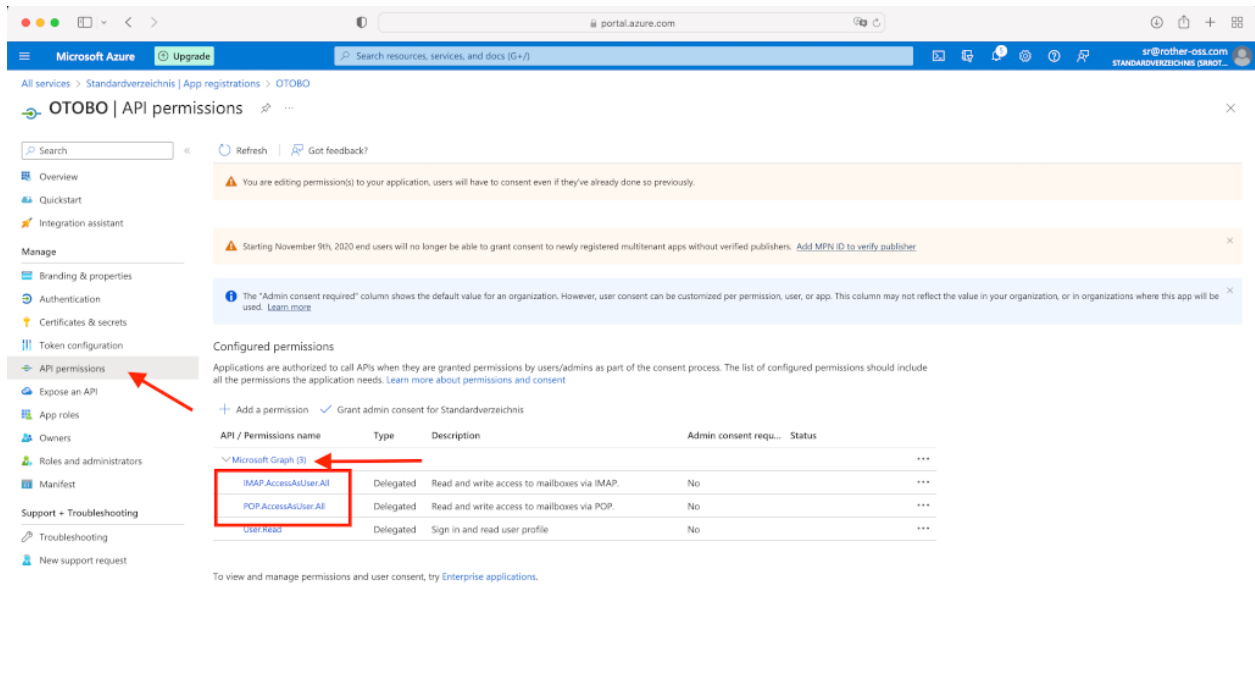 portal.azure.com
Microsoft Azure
Upgrade
Search resources, services, and docs (G+/)
5
sr@rother-oss.com
STANDARDVERZEICHNIS (SRROT...
All services > Standardverzeichnis | App registrations > OTOBO
OTOBO | API permissions
Search
Refresh
Got feedback?
Overview
Quickstart
Integration assistant
Manage
Branding & properties
Authentication
Certificates & secrets
Token configuration
API permissions
Expose an API
App roles
Owners
Roles and administrators
Manifest
Support + Troubleshooting
Troubleshooting
New support request
You are editing permission(s) to your application, users will have to consent even if they've already done so previously.
Starting November 9th, 2020 end users will no longer be able to grant consent to newly registered multitenant apps without verified publishers. Add MPN ID to verify publisher
The "Admin consent required" column shows the default value for an organization. However, user consent can be customized per permission, user, or app. This column may not reflect the value in your organization, or in organizations where this app will be
used. Learn more
Configured permissions
Applications are authorized to call APIs when they are granted permissions by users/admins as part of the consent process. The list of configured permissions should include
all the permissions the application needs. Learn more about permissions and consent
Add a permission
Grant admin consent for Standardverzeichnis
API / Permissions name Type Description Admin consent requ... Status
Microsoft Graph (3)
IMAP.AccessAsUser.All Delegated Read and write access to mailboxes via IMAP. No
POP.AccessAsUser.All Delegated Read and write access to mailboxes via POP. No
User.Read Delegated Sign in and read user profile No
To view and manage permissions and user consent, try Enterprise applications.